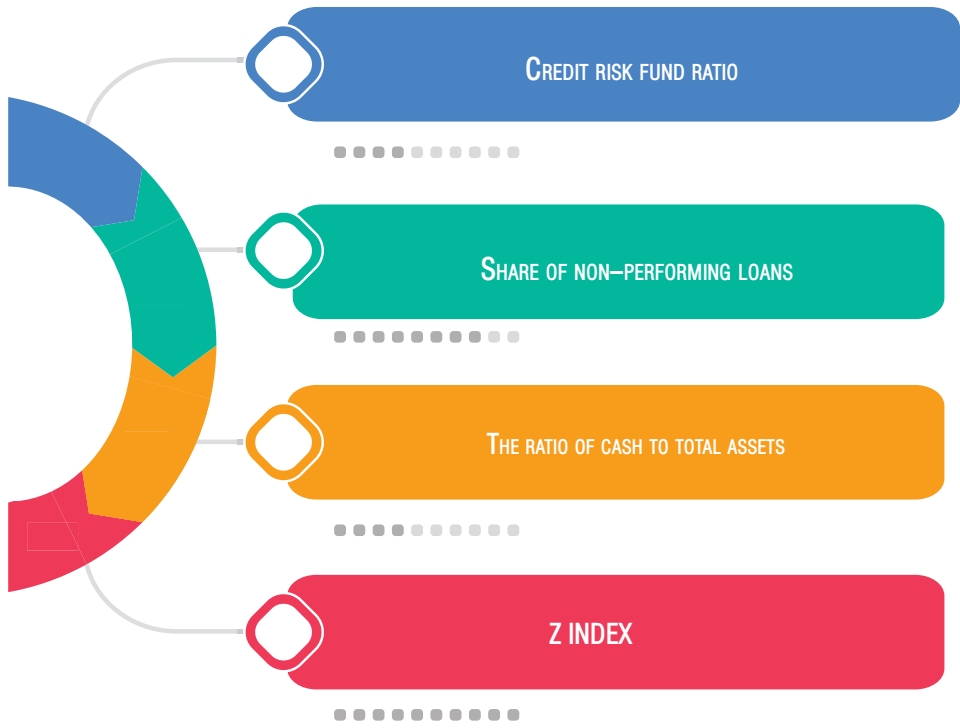 Credit risk fund ratio
Share of non–performing loans
The ratio of cash to total assets
Z INDEX